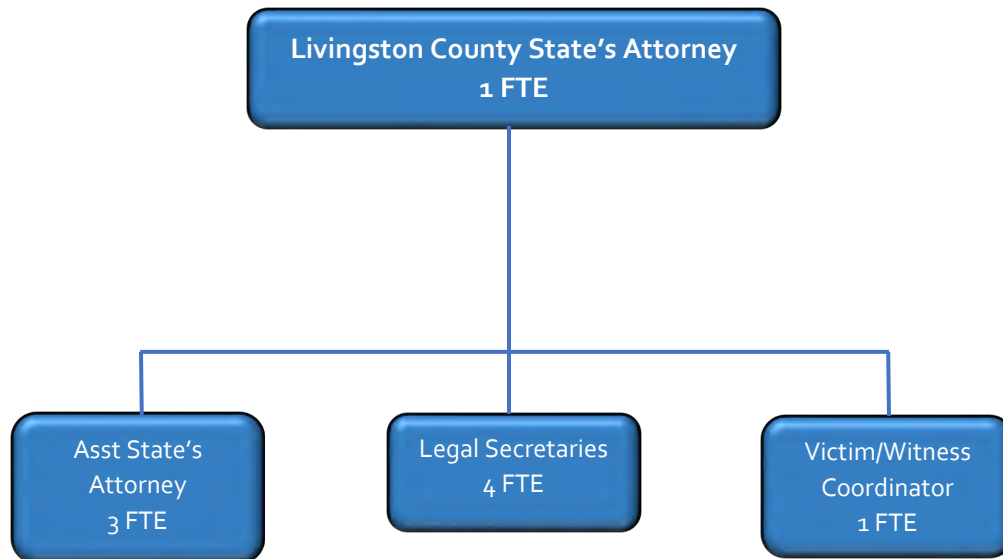 Livingston County State’s Attorney
1 FTE
Asst State’s
Attorney
3 FTE
Legal Secretaries
4 FTE
Victim/Witness
Coordinator
1 FTE